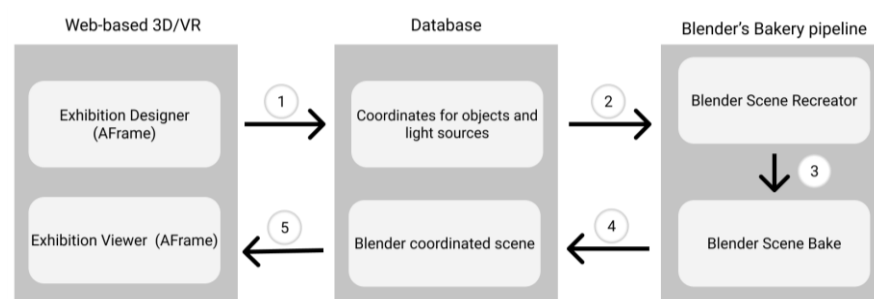 Web-based 3D/VR
Database
Blender's Bakery pipeline
Exhibition Designer
(AFrame)
1
Coordinates for objects and
light sources
2
Blender Scene Recreator
3
Exhibition Viewer (AFrame)
5
Blender coordinated scene
4
Blender Scene Bake